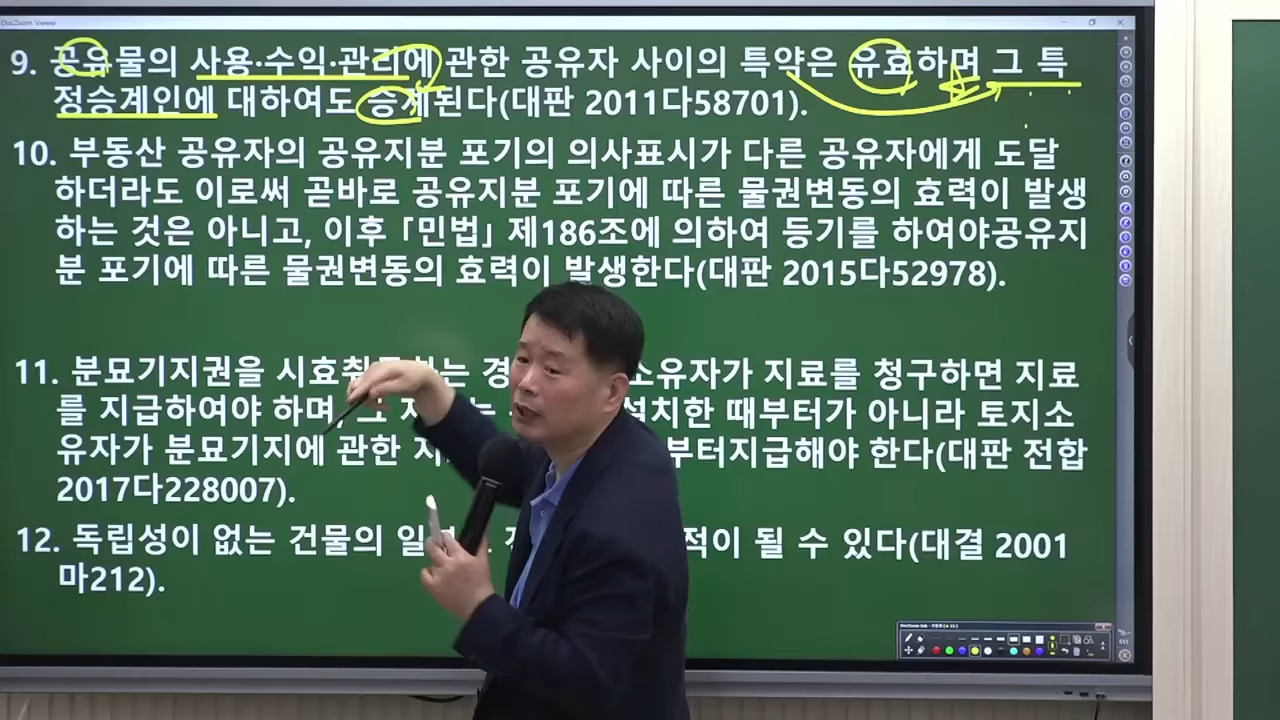 DocZoom Viewer
9. 공유물의 사용·수익·관리에 관한 공유자 사이의 특약은 유효하며 그 특
정승계인에 대하여도 승계된다(대판 2011다58701).
10. 부동산 공유자의 공유지분 포기의 의사표시가 다른 공유자에게 도달
하더라도 이로써 곧바로 공유지분 포기에 따른 물권변동의 효력이 발생
하는 것은 아니고, 이후 「민법」 제186조에 의하여 등기를 하여야공유지
분 포기에 따른 물권변동의 효력이 발생한다(대판 2015다52978).
11. 분묘기지권을 소유자가 지료를 청구하면 지료
를 지급하여야 하며, 설치한 때부터가 아니라 토지소
유자가 분묘기지에 관한 부터지급해야 한다(대판 전합
2017다228007).
12. 독립성이 없는 건물의 될 수 있다(대결 2001
마212).